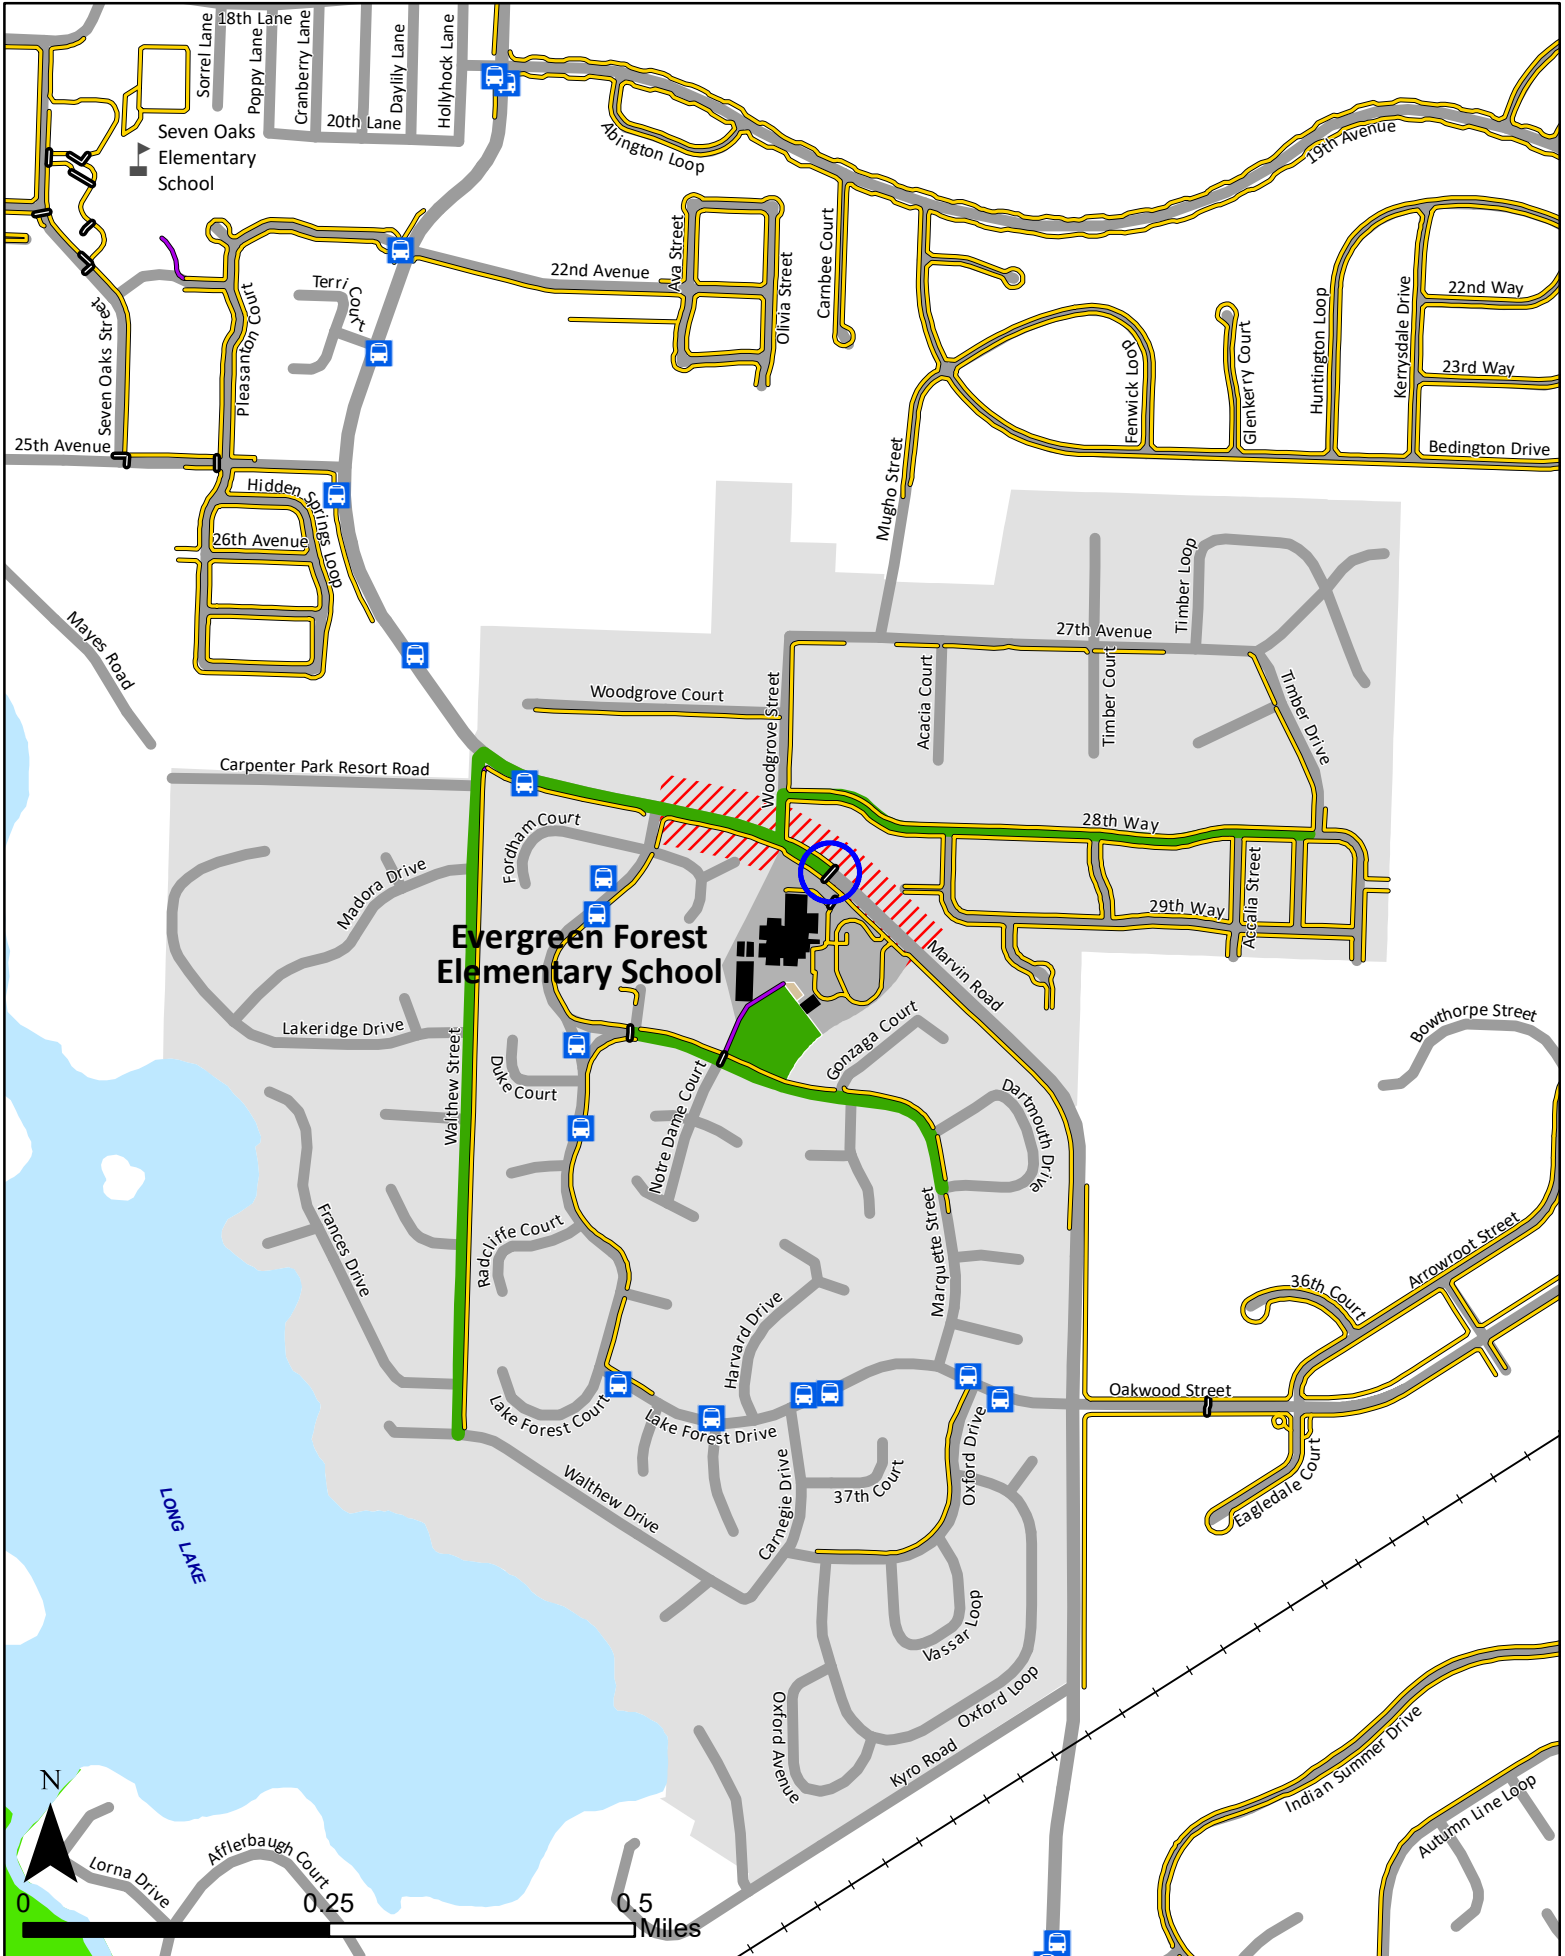 18th Lane
Sorrel Lane
Poppy Lane
Cranberry Lane
Daylily Lane
Hollyhock Lane
20th Lane
Seven Oaks
Elementary
School
Abington Loop
19th Avenue
Ava Street
Olivia Street
Carnbee Court
22nd Avenue
Terri Court
Pleasanton Court
Seven Oaks Street
25th Avenue
Fenwick Loop
Glenkerry Court
Huntington Loop
Kerrysdale Drive
22nd Way
23rd Way
Bedington Drive
Mugho Street
Hidden Springs Loop
26th Avenue
Mayes Road
27th Avenue
Timber Loop
Woodgrove Court
Woodgrove Street
Acacia Court
Timber Court
Timber Drive
Carpenter Park Resort Road
28th Way
Fordham Court
Madora Drive
29th Way
Accalia Street
Evergreen Forest
Elementary School
Marvin Road
Lakeridge Drive
Walthew Street
Gonzaga Court
Bowthorpe Street
Duke Court
Notre Dame Court
Dartmouth Drive
Frances Drive
Radcliffe Court
Marquette Street
Arrowroot Street
36th Court
Harvard Drive
Oakwood Street
Lake Forest Court
Lake Forest Drive
Oxford Drive
Eagledale Court
37th Court
Carnegie Drive
Walthew Drive
LONG LAKE
Vassar Loop
Oxford Loop
Oxford Avenue
Kyro Road
Indian Summer Drive
Autumn Line Loop
N
Afflerbaugh Court
Lorna Drive
0 0.25 0.5
Miles